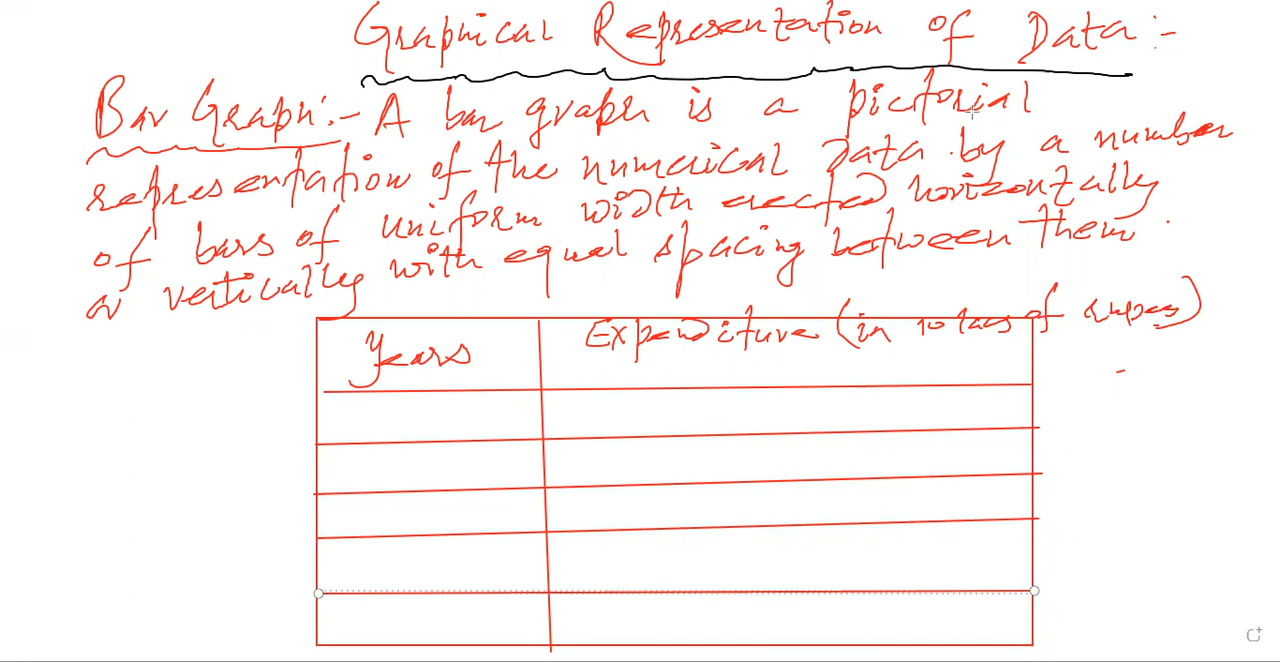 Graphical Representation of Data:-
Bar Graph:- A bar graph is a pictorial
representation of the numerical data by a number
of bars of uniform width erected horizontally
or vertically with equal spacing between them.
Years
Expenditure (in 10 lacs of rupees)